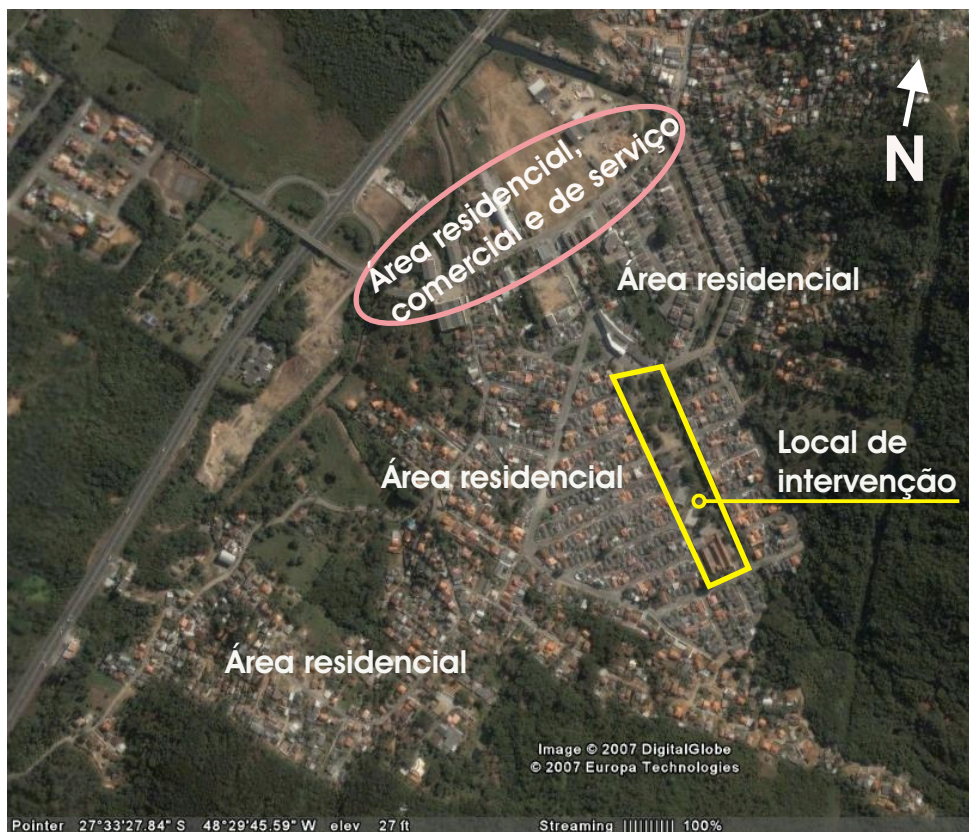 N
Área residencial,
comercial e de serviço
Área residencial
Local de
intervenção
Área residencial
Área residencial
Image © 2007 DigitalGlobe
© 2007 Europa Technologies
Pointer 27°33'27.84" S 48°29'45.59" W elev 27 ft Streaming |||||||||| 100%